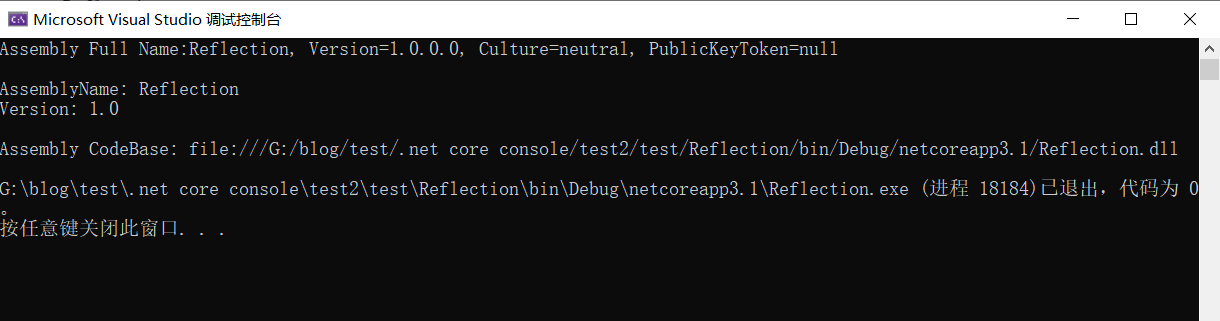 Microsoft Visual Studio 调试控制台
Assembly Full Name:Reflection, Version=1.0.0.0, Culture=neutral, PublicKeyToken=null
AssemblyName: Reflection
Version: 1.0
Assembly CodeBase: file:///G:/blog/test/.net core console/test2/test/Reflection/bin/Debug/netcoreapp3.1/Reflection.dll
G:\blog\test\.net core console\test2\test\Reflection\bin\Debug\netcoreapp3.1\Reflection.exe (进程 18184)已退出，代码为 0
。
按任意键关闭此窗口. . .